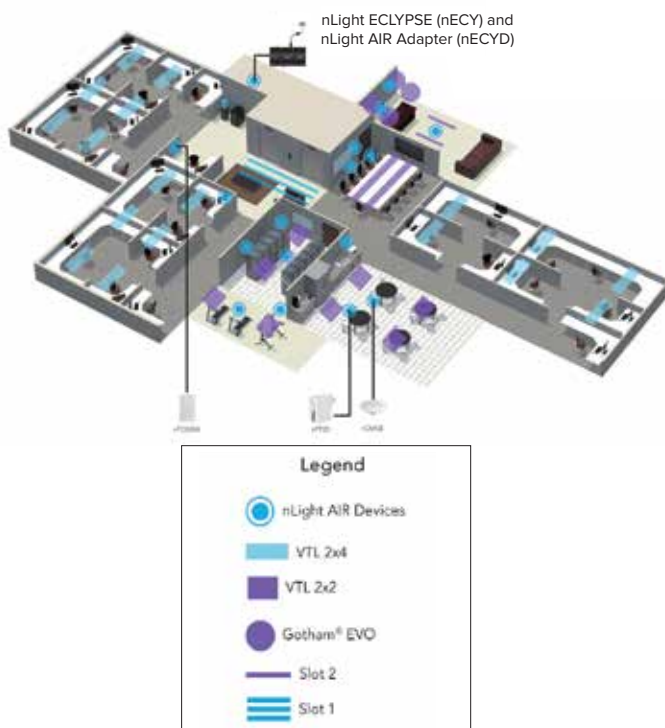 nLight ECLYPSE (nECY) and
nLight AIR Adapter (nECYD)
Legend
nLight AIR Devices
VTL 2x4
VTL 2x2
Gotham® EVO
Slot 2
Slot 1